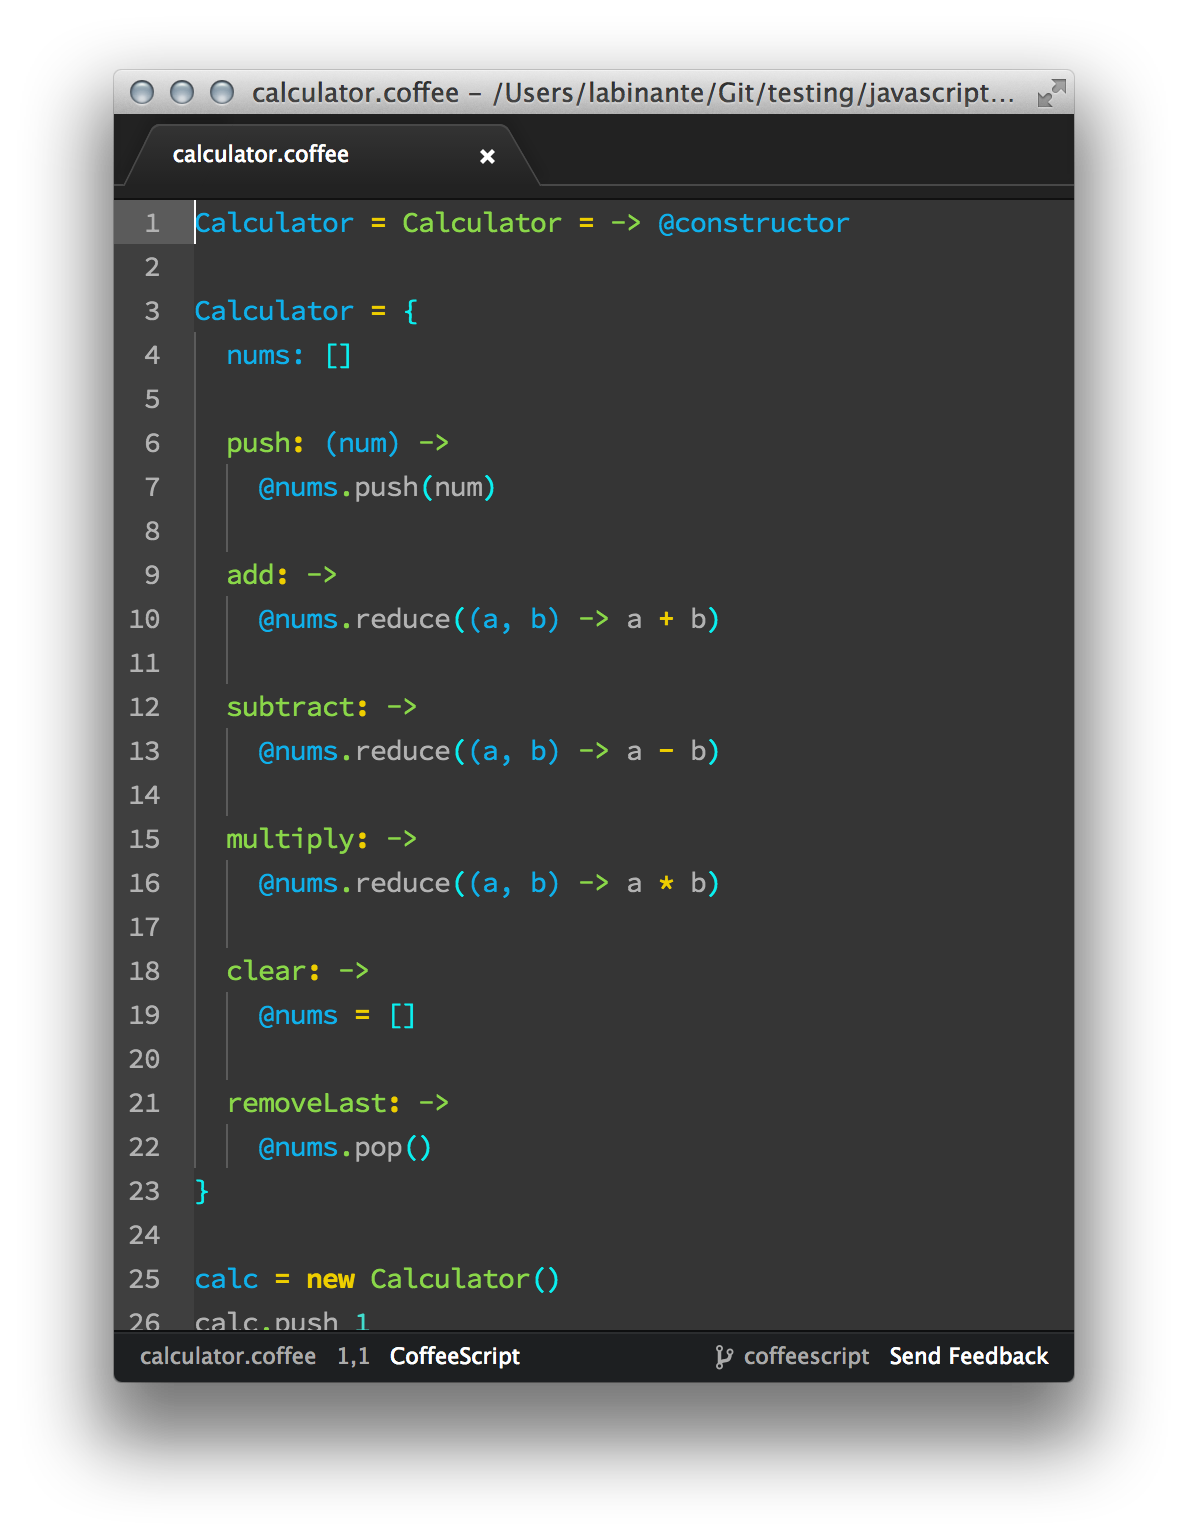 calculator.coffee – /Users/labinante/Git/testing/javascript...
calculator.coffee
1 Calculator = Calculator = -> @constructor
2
3 Calculator = {
4 nums: []
5
6 push: (num) ->
7 @nums.push(num)
8
9 add: ->
10 @nums.reduce((a, b) -> a + b)
11
12 subtract: ->
13 @nums.reduce((a, b) -> a - b)
14
15 multiply: ->
16 @nums.reduce((a, b) -> a * b)
17
18 clear: ->
19 @nums = []
20
21 removeLast: ->
22 @nums.pop()
23 }
24
25 calc = new Calculator()
26 calc.push 1
calculator.coffee 1,1 CoffeeScript coffeescript Send Feedback